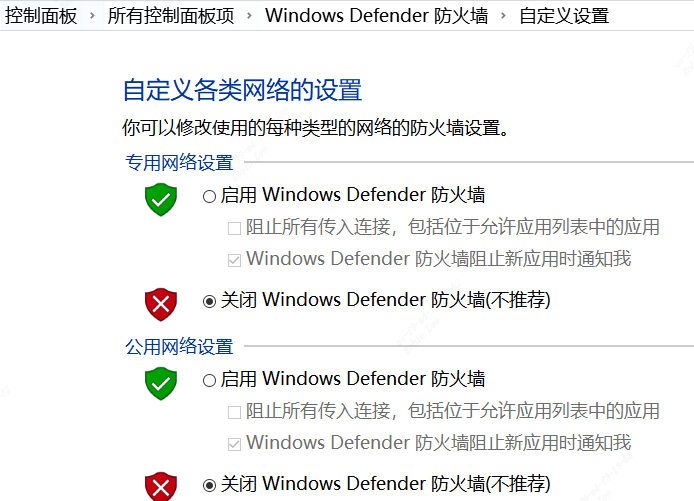 控制面板 › 所有控制面板项 › Windows Defender 防火墙 › 自定义设置
自定义各类网络的设置
你可以修改使用的每种类型的网络的防火墙设置。
专用网络设置
启用 Windows Defender 防火墙
阻止所有传入连接，包括位于允许应用列表中的应用
Windows Defender 防火墙阻止新应用时通知我
关闭 Windows Defender 防火墙(不推荐)
公用网络设置
启用 Windows Defender 防火墙
阻止所有传入连接，包括位于允许应用列表中的应用
Windows Defender 防火墙阻止新应用时通知我
关闭 Windows Defender 防火墙(不推荐)